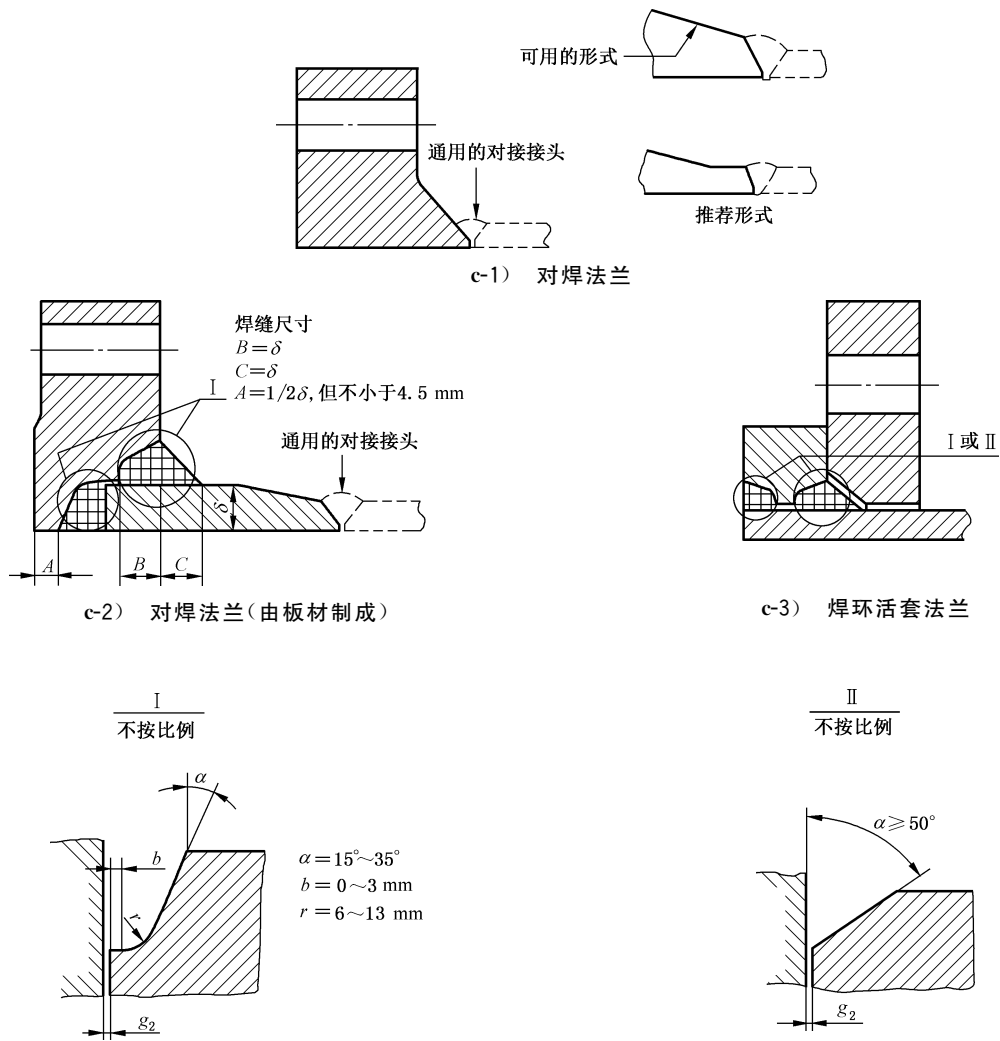 可用的形式
通用的对接接头
推荐形式
c-1) 对焊法兰
焊缝尺寸
B=δ
C=δ
A=1/2δ,但不小于4.5 mm
Ⅰ
通用的对接接头
δ
A
B
C
c-2) 对焊法兰(由板材制成)
Ⅰ或Ⅱ
c-3) 焊环活套法兰
Ⅰ
不按比例
α
b
r
g₂
α=15°~35°
b=0~3 mm
r=6~13 mm
Ⅱ
不按比例
α≥50°
g₂